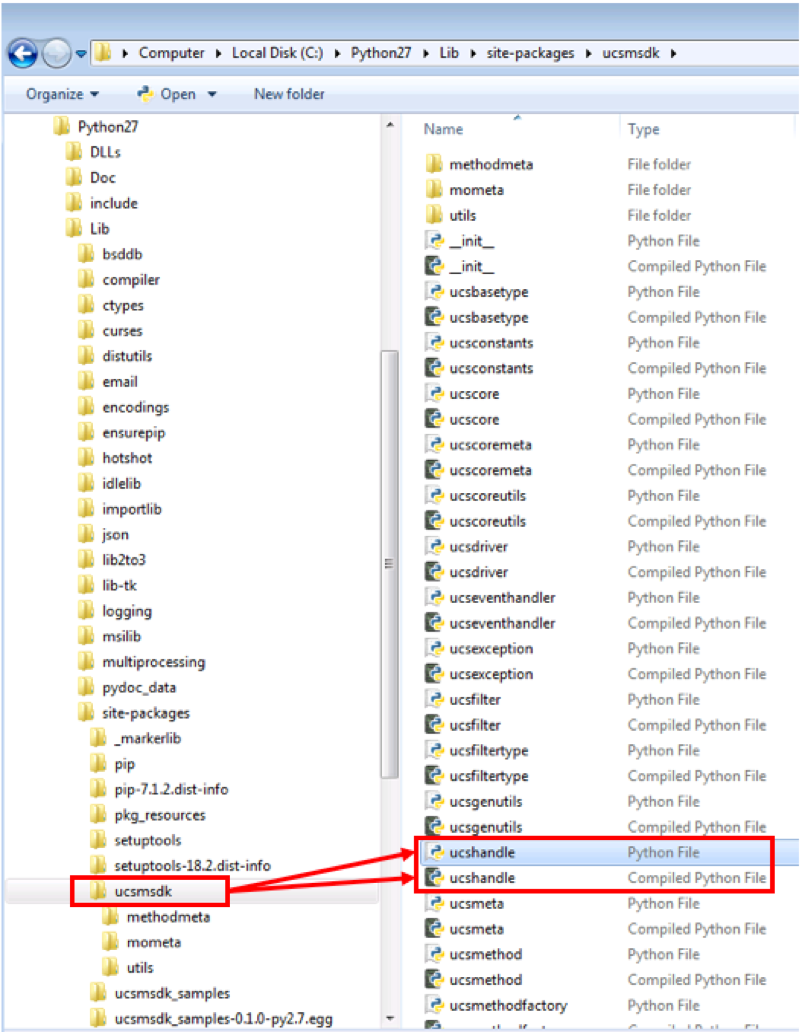 Computer Local Disk (C:) Python27 Lib site-packages ucsmsdk
Organize Open New folder
Python27
DLLs
Doc
include
Lib
bsddb
compiler
ctypes
curses
distutils
email
encodings
ensurepip
hotshot
idlelib
importlib
json
lib2to3
lib-tk
logging
msilib
multiprocessing
pydoc_data
site-packages
_markerlib
pip
pip-7.1.2.dist-info
pkg_resources
setuptools
setuptools-18.2.dist-info
ucsmsdk
methodmeta
mometa
utils
ucsmsdk_samples
ucsmsdk_samples-0.1.0-py2.7.egg
Name Type
methodmeta File folder
mometa File folder
utils File folder
__init__ Python File
__init__ Compiled Python File
ucsbasetype Python File
ucsbasetype Compiled Python File
ucsconstants Python File
ucsconstants Compiled Python File
ucscore Python File
ucscore Compiled Python File
ucscoremeta Python File
ucscoremeta Compiled Python File
ucscoreutils Python File
ucscoreutils Compiled Python File
ucsdriver Python File
ucsdriver Compiled Python File
ucseventhandler Python File
ucseventhandler Compiled Python File
ucsexception Python File
ucsexception Compiled Python File
ucsfilter Python File
ucsfilter Compiled Python File
ucsfiltertype Python File
ucsfiltertype Compiled Python File
ucsgenutils Python File
ucsgenutils Compiled Python File
ucshandle Python File
ucshandle Compiled Python File
ucsmeta Python File
ucsmeta Compiled Python File
ucsmethod Python File
ucsmethod Compiled Python File
ucsmethodfactory Python File